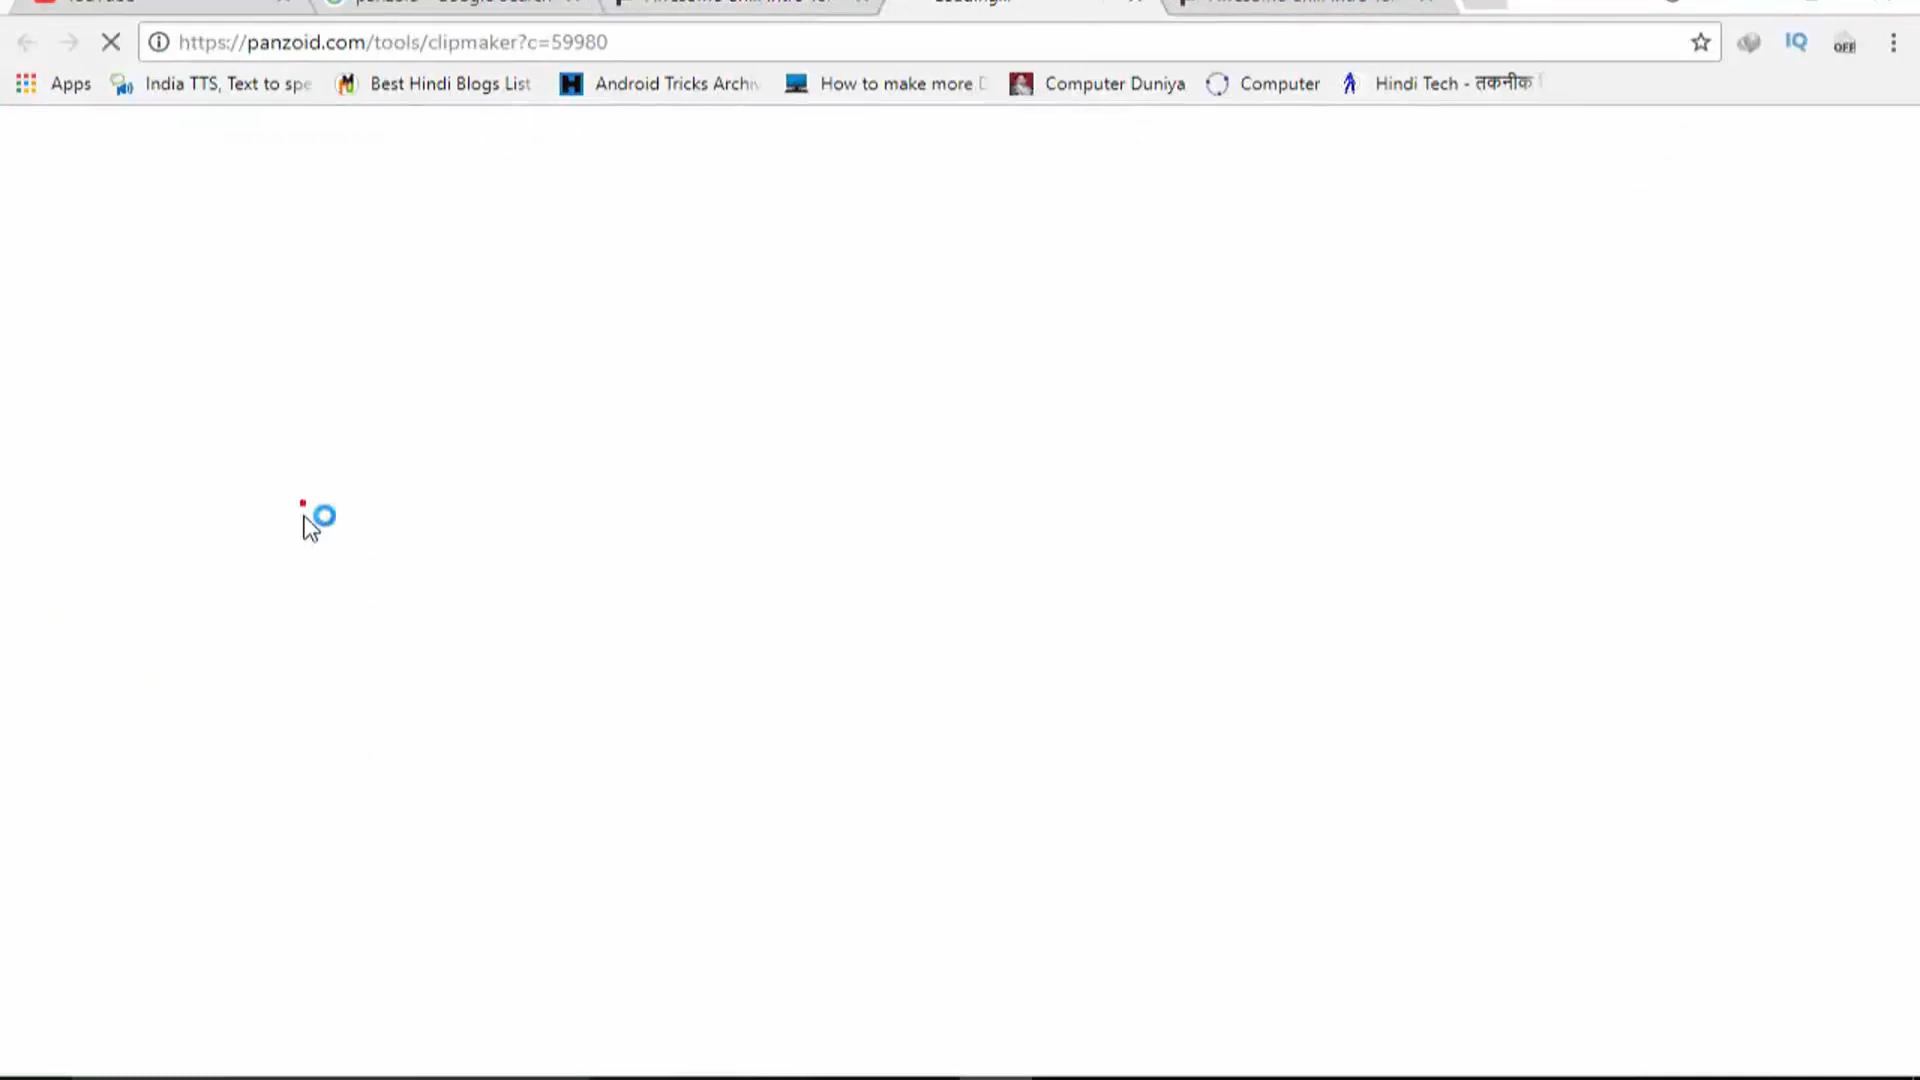 https://panzoid.com/tools/clipmaker?c=59980
IQ
OFF
Apps
India TTS, Text to spe
Best Hindi Blogs List
Android Tricks Archiv
How to make more
Computer Duniya
Computer
Hindi Tech - तकनीक